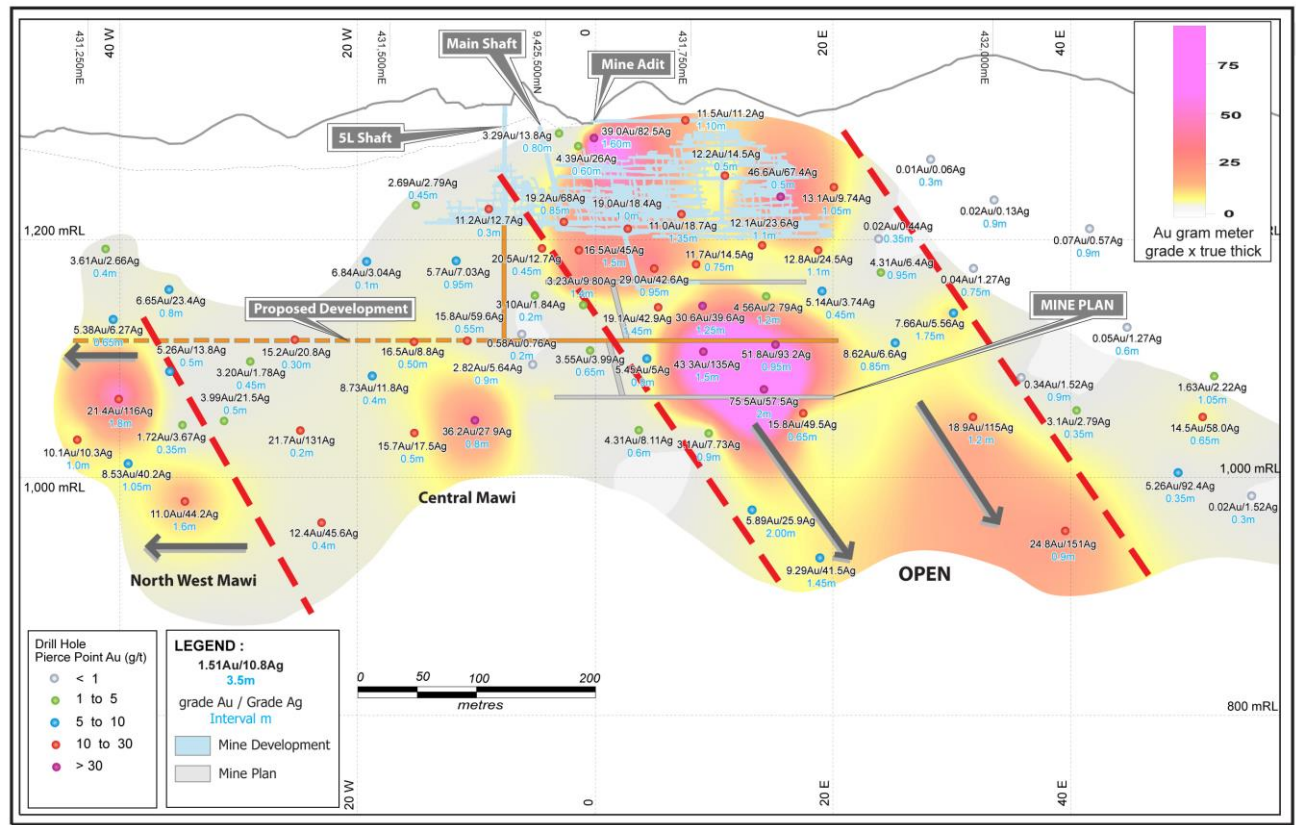 431,250mE
40W
20W
431,500mE
Main Shaft
9,425,500mN
0
Mine Adit
431,750mE
20E
432,000mE
40E
75
50
25
0
Au gram meter
grade x true thick
5L Shaft
3.29Au/13.8Ag
0.80m
39.0Au/82.5Ag
1.60m
11.5Au/11.2Ag
1.10m
4.39Au/26Ag
0.60m
12.2Au/14.5Ag
0.5m
46.6Au/67.4Ag
0.5m
0.01Au/0.06Ag
0.3m
2.69Au/2.79Ag
0.45m
19.2Au/68Ag
0.85m
19.0Au/18.4Ag
1.0m
13.1Au/9.74Ag
1.05m
0.02Au/0.13Ag
0.9m
11.2Au/12.7Ag
0.3m
11.0Au/18.7Ag
1.35m
12.1Au/23.6Ag
1.1m
0.02Au/0.44Ag
0.35m
0.07Au/0.57Ag
0.9m
1,200 mRL
1,200 mRL
3.61Au/2.66Ag
0.4m
6.84Au/3.04Ag
0.1m
5.7Au/7.03Ag
0.95m
20.5Au/12.7Ag
0.45m
16.5Au/45Ag
1.5m
11.7Au/14.5Ag
0.75m
12.8Au/24.5Ag
1.1m
4.31Au/6.4Ag
0.95m
0.04Au/1.27Ag
0.75m
6.65Au/23.4Ag
0.8m
3.23Au/9.80Ag
29.0Au/42.6Ag
0.95m
5.14Au/3.74Ag
0.45m
MINE PLAN
Proposed Development
3.10Au/1.84Ag
0.2m
19.1Au/42.9Ag
.45m
30.6Au/39.6Ag
1.25m
4.56Au/2.79Ag
1.2m
7.66Au/5.56Ag
1.75m
5.38Au/6.27Ag
0.65m
15.8Au/59.6Ag
0.55m
0.58Au/0.76Ag
0.2m
0.05Au/1.27Ag
0.6m
5.26Au/13.8Ag
0.5m
15.2Au/20.8Ag
0.30m
16.5Au/8.8Ag
0.50m
3.55Au/3.99Ag
0.65m
5.45Au/5Ag
43.3Au/135Ag
1.5m
51.8Au/93.2Ag
0.95m
8.62Au/6.6Ag
0.85m
3.20Au/1.78Ag
0.45m
2.82Au/5.64Ag
0.9m
0.34Au/1.52Ag
0.9m
1.63Au/2.22Ag
1.05m
21.4Au/116Ag
1.8m
3.99Au/21.5Ag
0.5m
8.73Au/11.8Ag
0.4m
75.5Au/57.5Ag
2m
15.8Au/49.5Ag
0.65m
18.9Au/115Ag
1.2 m
3.1Au/2.79Ag
0.35m
14.5Au/58.0Ag
0.65m
1.72Au/3.67Ag
0.35m
21.7Au/131Ag
0.2m
15.7Au/17.5Ag
0.5m
36.2Au/27.9Ag
0.8m
4.31Au/8.11Ag
0.6m
3.1Au/7.73Ag
0.9m
10.1Au/10.3Ag
1.0m
8.53Au/40.2Ag
1.05m
1,000 mRL
1,000 mRL
Central Mawi
5.26Au/92.4Ag
0.35m
0.02Au/1.52Ag
0.3m
11.0Au/44.2Ag
1.6m
12.4Au/45.6Ag
0.4m
5.89Au/25.9Ag
2.00m
24.8Au/151Ag
0.9m
North West Mawi
9.29Au/41.5Ag
1.45m
OPEN
Drill Hole
Pierce Point Au (g/t)
< 1
1 to 5
5 to 10
10 to 30
> 30
LEGEND :
1.51Au/10.8Ag
3.5m
grade Au / Grade Ag
Interval m
Mine Development
Mine Plan
0 50 100 200
metres
800 mRL
20 W
0
20 E
40 E